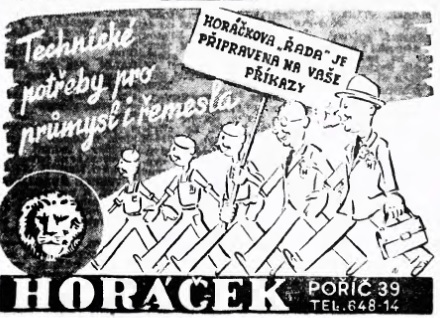 Technické
potřeby pro
průmysl i řemesla
HORÁČKOVA „ŘADA" JE
PŘIPRAVENA NA VAŠE
PŘÍKAZY
HORÁČEK
POŘÍČ 39
TEL. 648-14